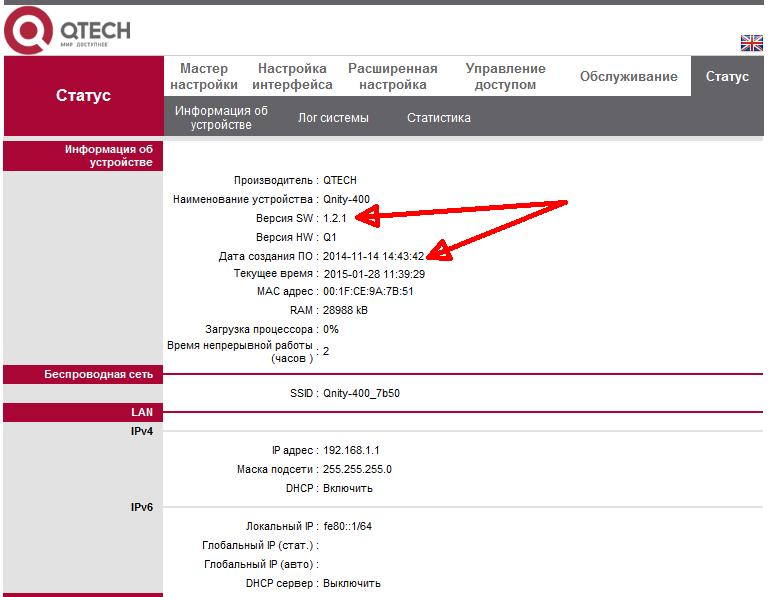 QTECH
МИР ДОСТУПНЕЕ
Статус
Мастер настройки
Настройка интерфейса
Расширенная настройка
Управление доступом
Обслуживание
Статус
Информация об устройстве
Лог системы
Статистика
Информация об
устройстве
Производитель : QTECH
Наименование устройства : Qnity-400
Версия SW : 1.2.1
Версия HW : Q1
Дата создания ПО : 2014-11-14 14:43:42
Текущее время : 2015-01-28 11:39:29
MAC адрес : 00:1F:CE:9A:7B:51
RAM : 28988 kB
Загрузка процессора : 0%
Время непрерывной работы (часов ) : 2
Беспроводная сеть
SSID : Qnity-400_7b50
LAN
IPv4
IP адрес : 192.168.1.1
Маска подсети : 255.255.255.0
DHCP : Включить
IPv6
Локальный IP : fe80::1/64
Глобальный IP (стат.) :
Глобальный IP (авто) :
DHCP сервер : Выключить